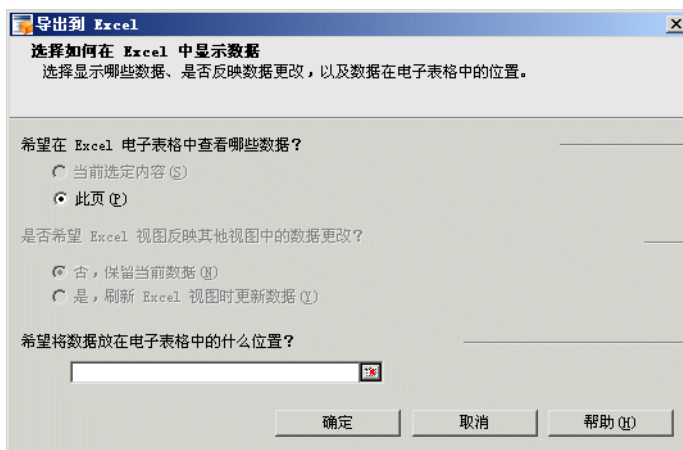 导出到 Excel
选择如何在 Excel 中显示数据
选择显示哪些数据、是否反映数据更改,以及数据在电子表格中的位置。
希望在 Excel 电子表格中查看哪些数据?
当前选定内容(S)
此页(P)
是否希望 Excel 视图反映其他视图中的数据更改?
否,保留当前数据(N)
是,刷新 Excel 视图时更新数据(Y)
希望将数据放在电子表格中的什么位置?
确定 取消 帮助(H)